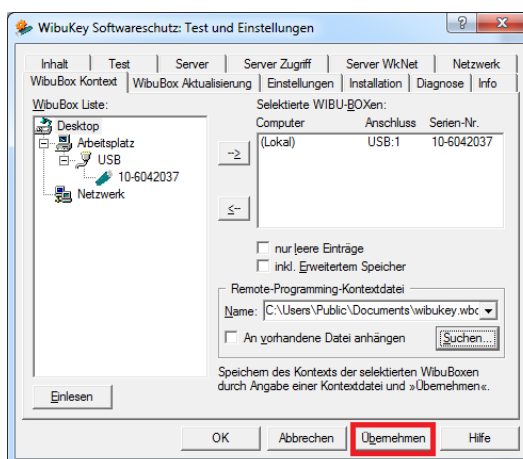 WibuKey Softwareschutz: Test und Einstellungen
Inhalt Test Server Server Zugriff Server WkNet Netzwerk
WibuBox Kontext WibuBox Aktualisierung Einstellungen Installation Diagnose Info
WibuBox Liste:
Desktop
Arbeitsplatz
USB
10-6042037
Netzwerk
Einlesen
-->
<--
Selektierte WIBU-BOXen:
Computer Anschluss Serien-Nr.
(Lokal) USB:1 10-6042037
nur leere Einträge
inkl. Erweitertem Speicher
Remote-Programming-Kontextdatei
Name: C:\Users\Public\Documents\wibukey.wbc
An vorhandene Datei anhängen Suchen...
Speichern des Kontexts der selektierten WibuBoxen
durch Angabe einer Kontextdatei und »Übernehmen«.
OK Abbrechen Übernehmen Hilfe